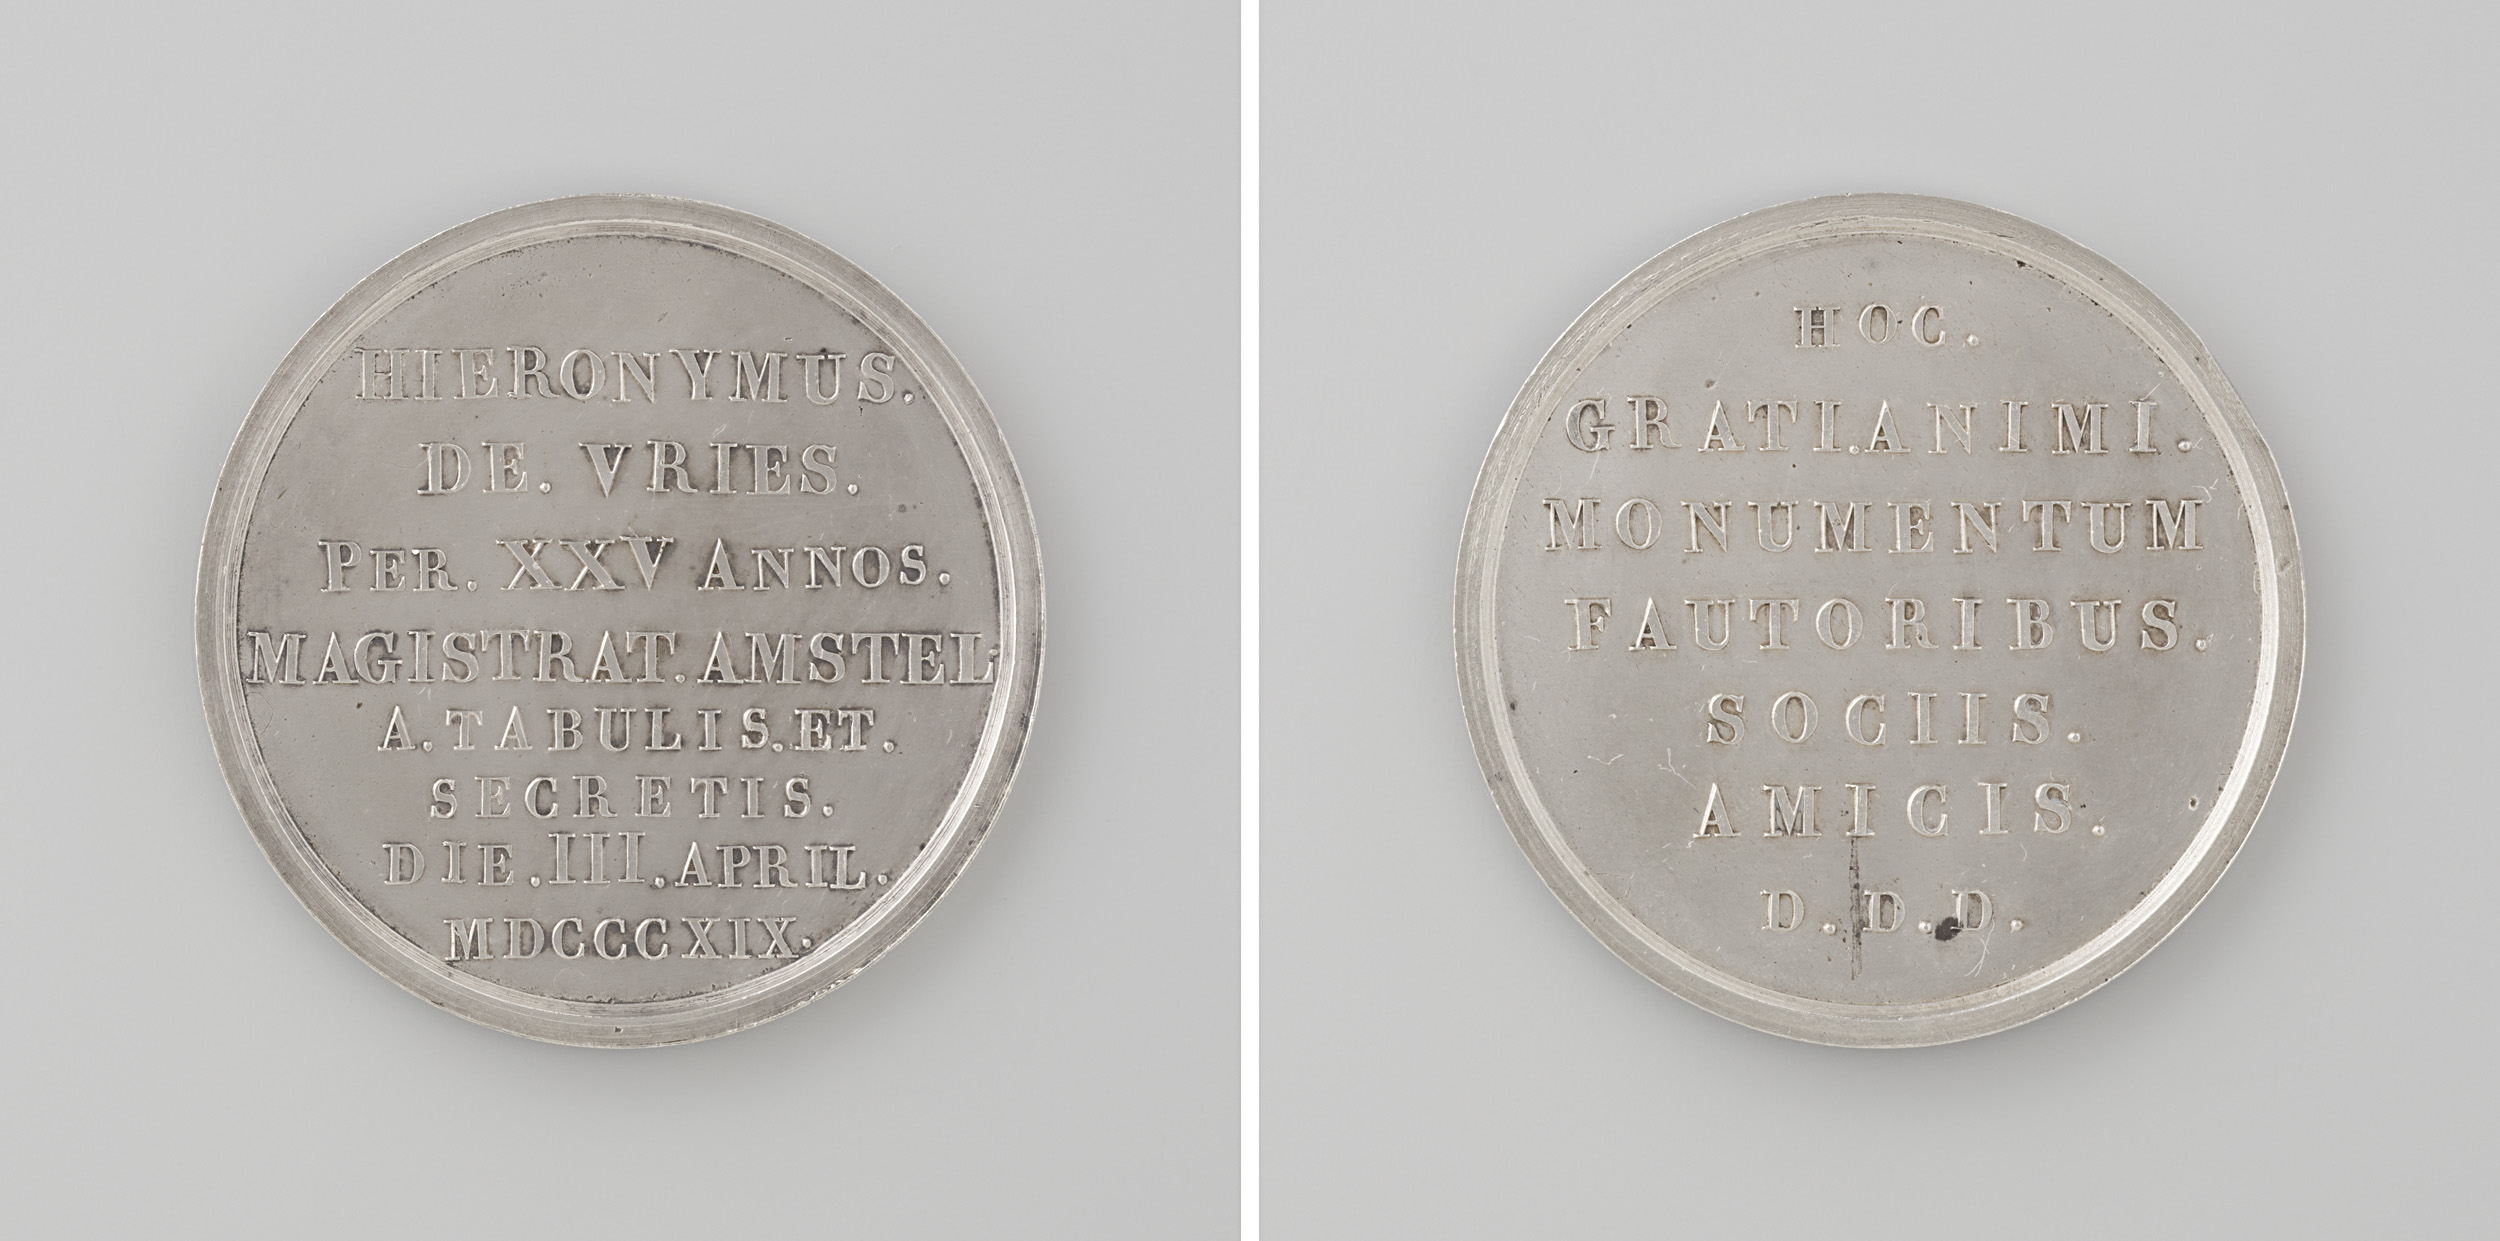 HIERONYMUS.
DE. VRIES.
PER. XXV ANNOS.
MAGISTRAT. AMSTEL.
A. TABULIS. ET.
SECRETIS.
DIE. III. APRIL.
MDCCCXIX.
HOC.
GRATI.ANIMI.
MONUMENTUM
FAUTORIBUS.
SOCIIS.
AMICIS.
D. D. D.